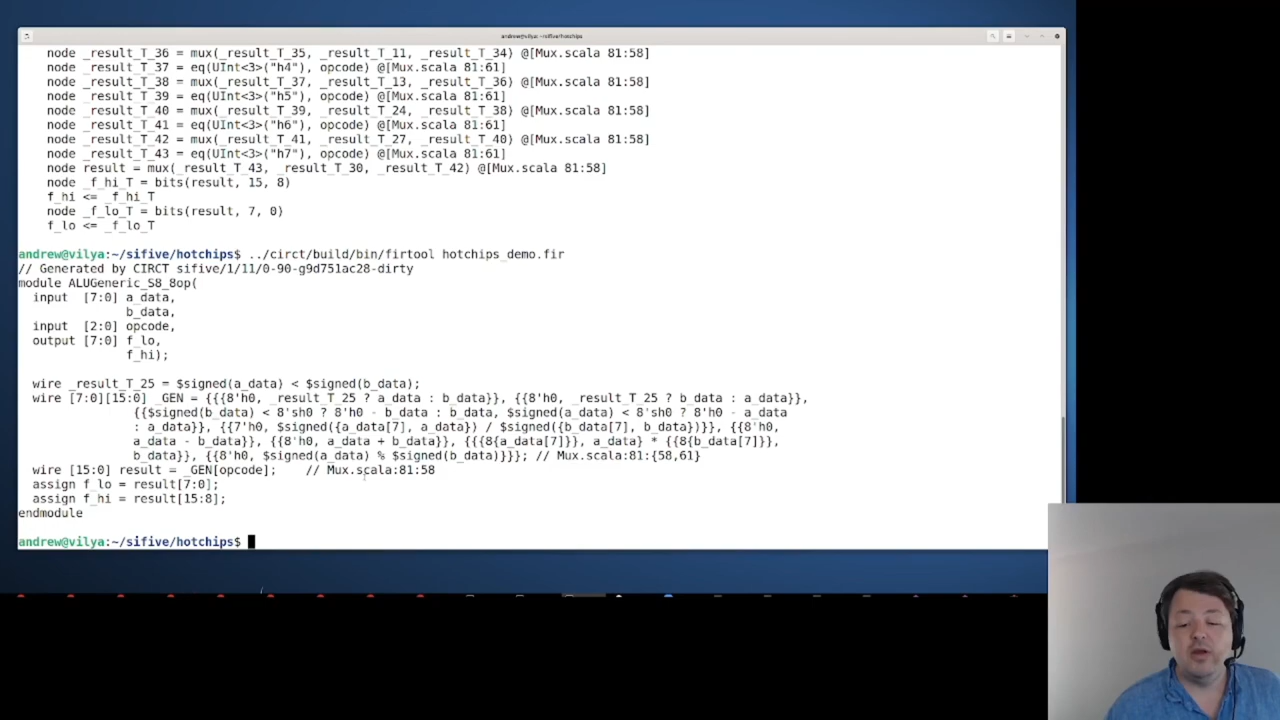 andrew@vilya: ~/sifive/hotchips
node _result_T_36 = mux(_result_T_35, _result_T_11, _result_T_34) @[Mux.scala 81:58]
node _result_T_37 = eq(UInt<3>("h4"), opcode) @[Mux.scala 81:61]
node _result_T_38 = mux(_result_T_37, _result_T_13, _result_T_36) @[Mux.scala 81:58]
node _result_T_39 = eq(UInt<3>("h5"), opcode) @[Mux.scala 81:61]
node _result_T_40 = mux(_result_T_39, _result_T_24, _result_T_38) @[Mux.scala 81:58]
node _result_T_41 = eq(UInt<3>("h6"), opcode) @[Mux.scala 81:61]
node _result_T_42 = mux(_result_T_41, _result_T_27, _result_T_40) @[Mux.scala 81:58]
node _result_T_43 = eq(UInt<3>("h7"), opcode) @[Mux.scala 81:61]
node result = mux(_result_T_43, _result_T_30, _result_T_42) @[Mux.scala 81:58]
node _f_hi_T = bits(result, 15, 8)
f_hi <= _f_hi_T
node _f_lo_T = bits(result, 7, 0)
f_lo <= _f_lo_T
andrew@vilya:~/sifive/hotchips$ ../circt/build/bin/firtool hotchips_demo.fir
// Generated by CIRCT sifive/1/11/0-90-g9d751ac28-dirty
module ALUGeneric_S8_8op(
input [7:0] a_data,
b_data,
input [2:0] opcode,
output [7:0] f_lo,
f_hi);
wire _result_T_25 = $signed(a_data) < $signed(b_data);
wire [7:0][15:0] _GEN = {{{8'h0, _result_T_25 ? a_data : b_data}}, {{8'h0, _result_T_25 ? b_data : a_data}},
{{$signed(b_data) < 8'sh0 ? 8'h0 - b_data : b_data, $signed(a_data) < 8'sh0 ? 8'h0 - a_data
: a_data}}, {{7'h0, $signed({a_data[7], a_data}) / $signed({b_data[7], b_data})}}, {{8'h0,
a_data - b_data}}, {{8'h0, a_data + b_data}}, {{{8{a_data[7]}}, a_data} * {{8{b_data[7]}},
b_data}}, {{8'h0, $signed(a_data) % $signed(b_data)}}}; // Mux.scala:81:{58,61}
wire [15:0] result = _GEN[opcode]; // Mux.scala:81:58
assign f_lo = result[7:0];
assign f_hi = result[15:8];
endmodule
andrew@vilya:~/sifive/hotchips$